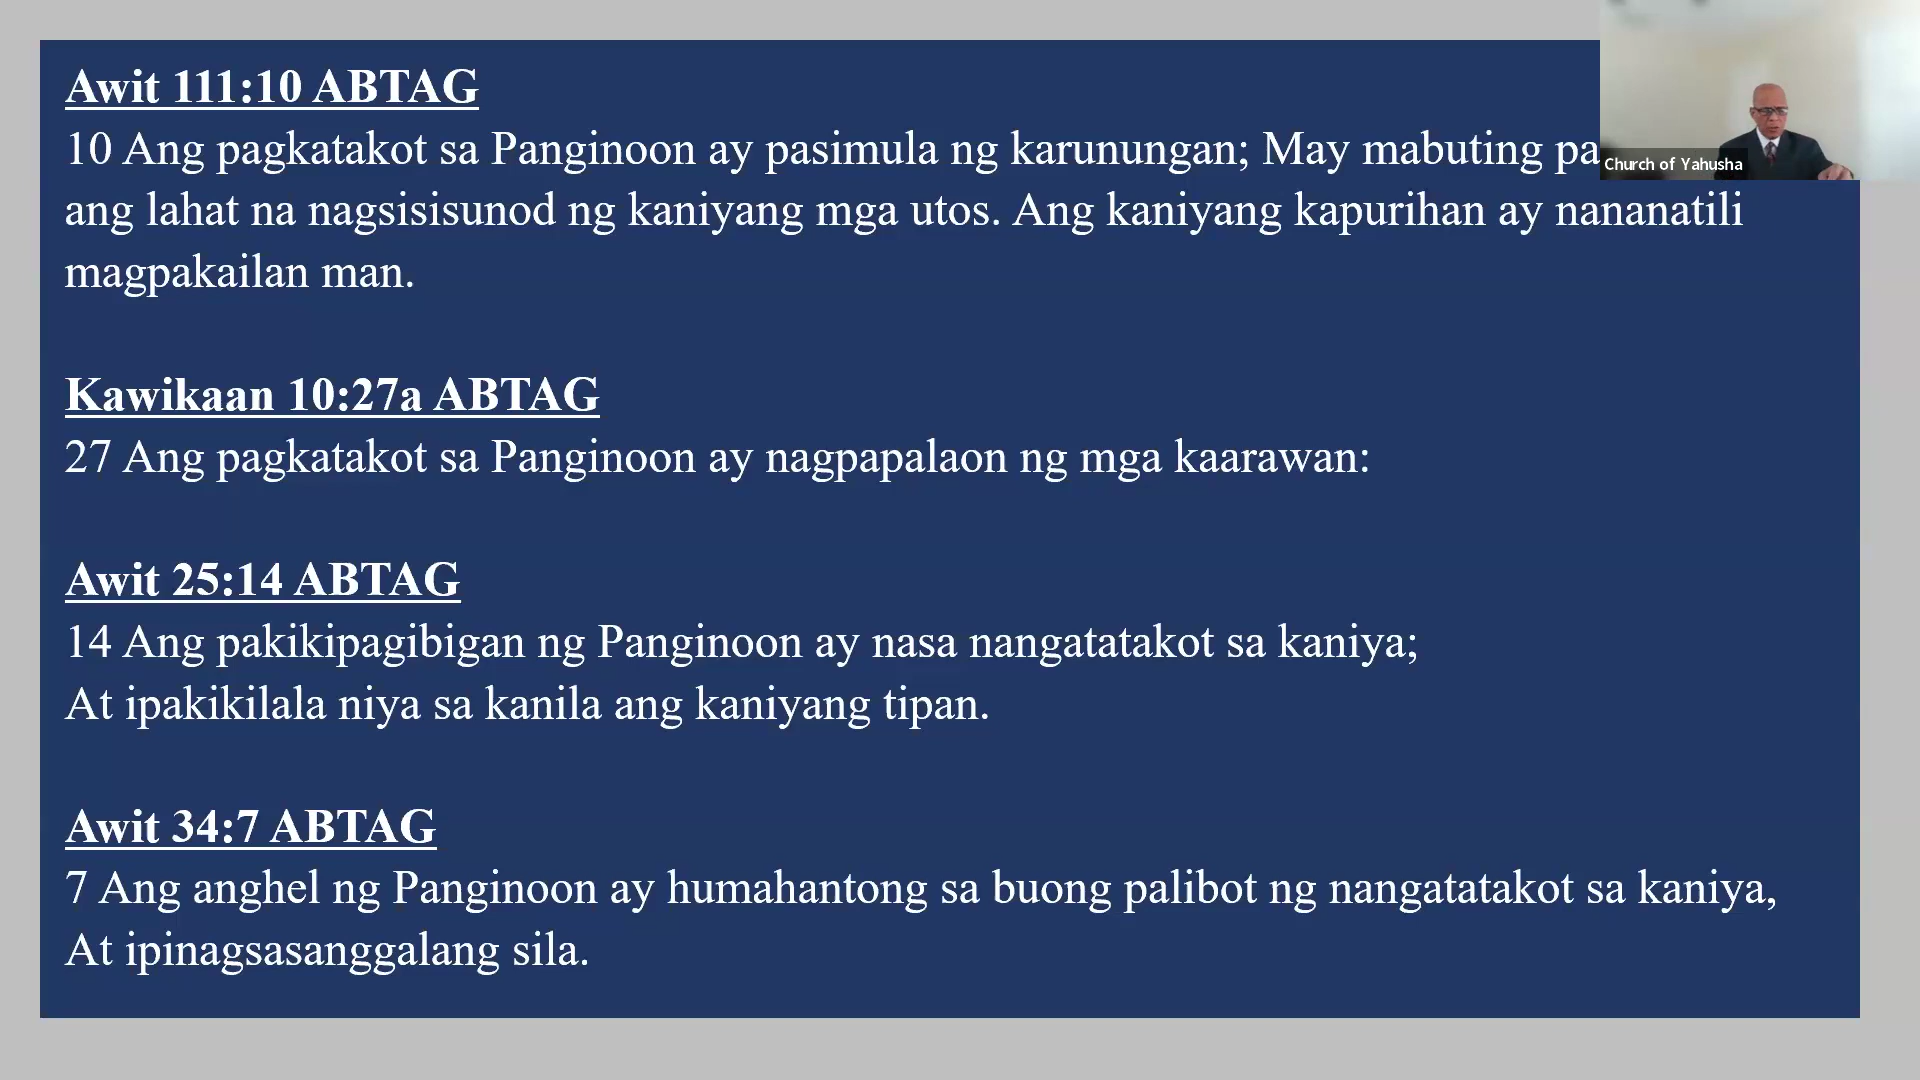 Awit 111:10 ABTAG
10 Ang pagkatakot sa Panginoon ay pasimula ng karunungan; May mabuting
Church of Yahusha
ang lahat na nagsisisunod ng kaniyang mga utos. Ang kaniyang kapurihan ay nananatili
magpakailan man.
Kawikaan 10:27a ABTAG
27 Ang pagkatakot sa Panginoon ay nagpapalaon ng mga kaarawan:
Awit 25:14 ABTAG
14 Ang pakikipagibigan ng Panginoon ay nasa nangatatakot sa kaniya;
At ipakikilala niya sa kanila ang kaniyang tipan.
Awit 34:7 ABTAG
7 Ang anghel ng Panginoon ay humahantong sa buong palibot ng nangatatakot sa kaniya,
At ipinagsasanggalang sila.